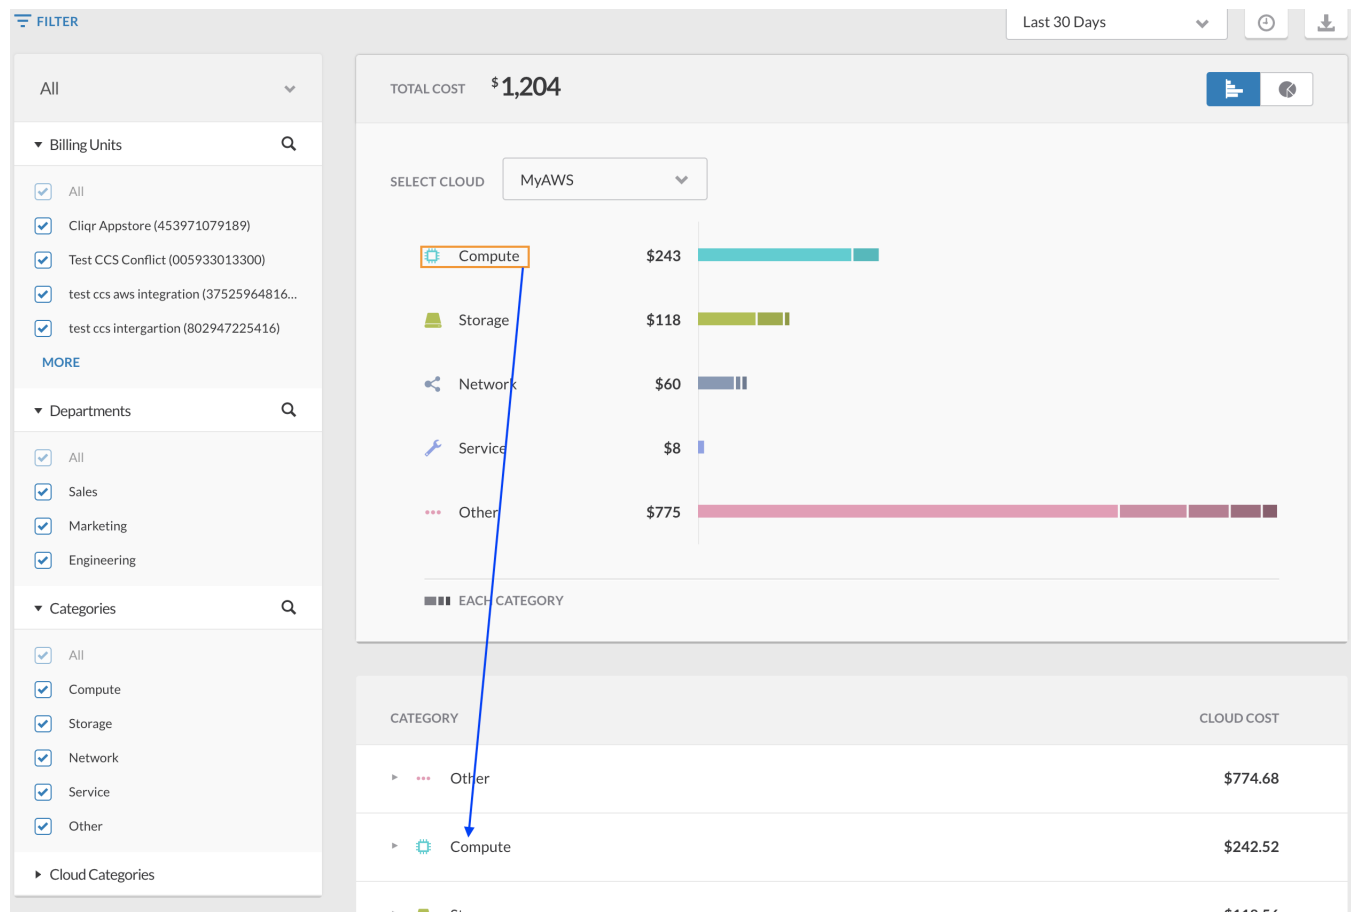 FILTER
Last 30 Days
All
TOTAL COST $1,204
Billing Units
SELECT CLOUD MyAWS
All
Cliqr Appstore (453971079189)
Test CCS Conflict (005933013300)
test ccs aws integration (37525964816...
test ccs intergartion (802947225416)
MORE
Departments
All
Sales
Marketing
Engineering
Categories
All
Compute
Storage
Network
Service
Other
Cloud Categories
Compute $243
Storage $118
Network $60
Service $8
Other $775
EACH CATEGORY
CATEGORY CLOUD COST
Other $774.68
Compute $242.52